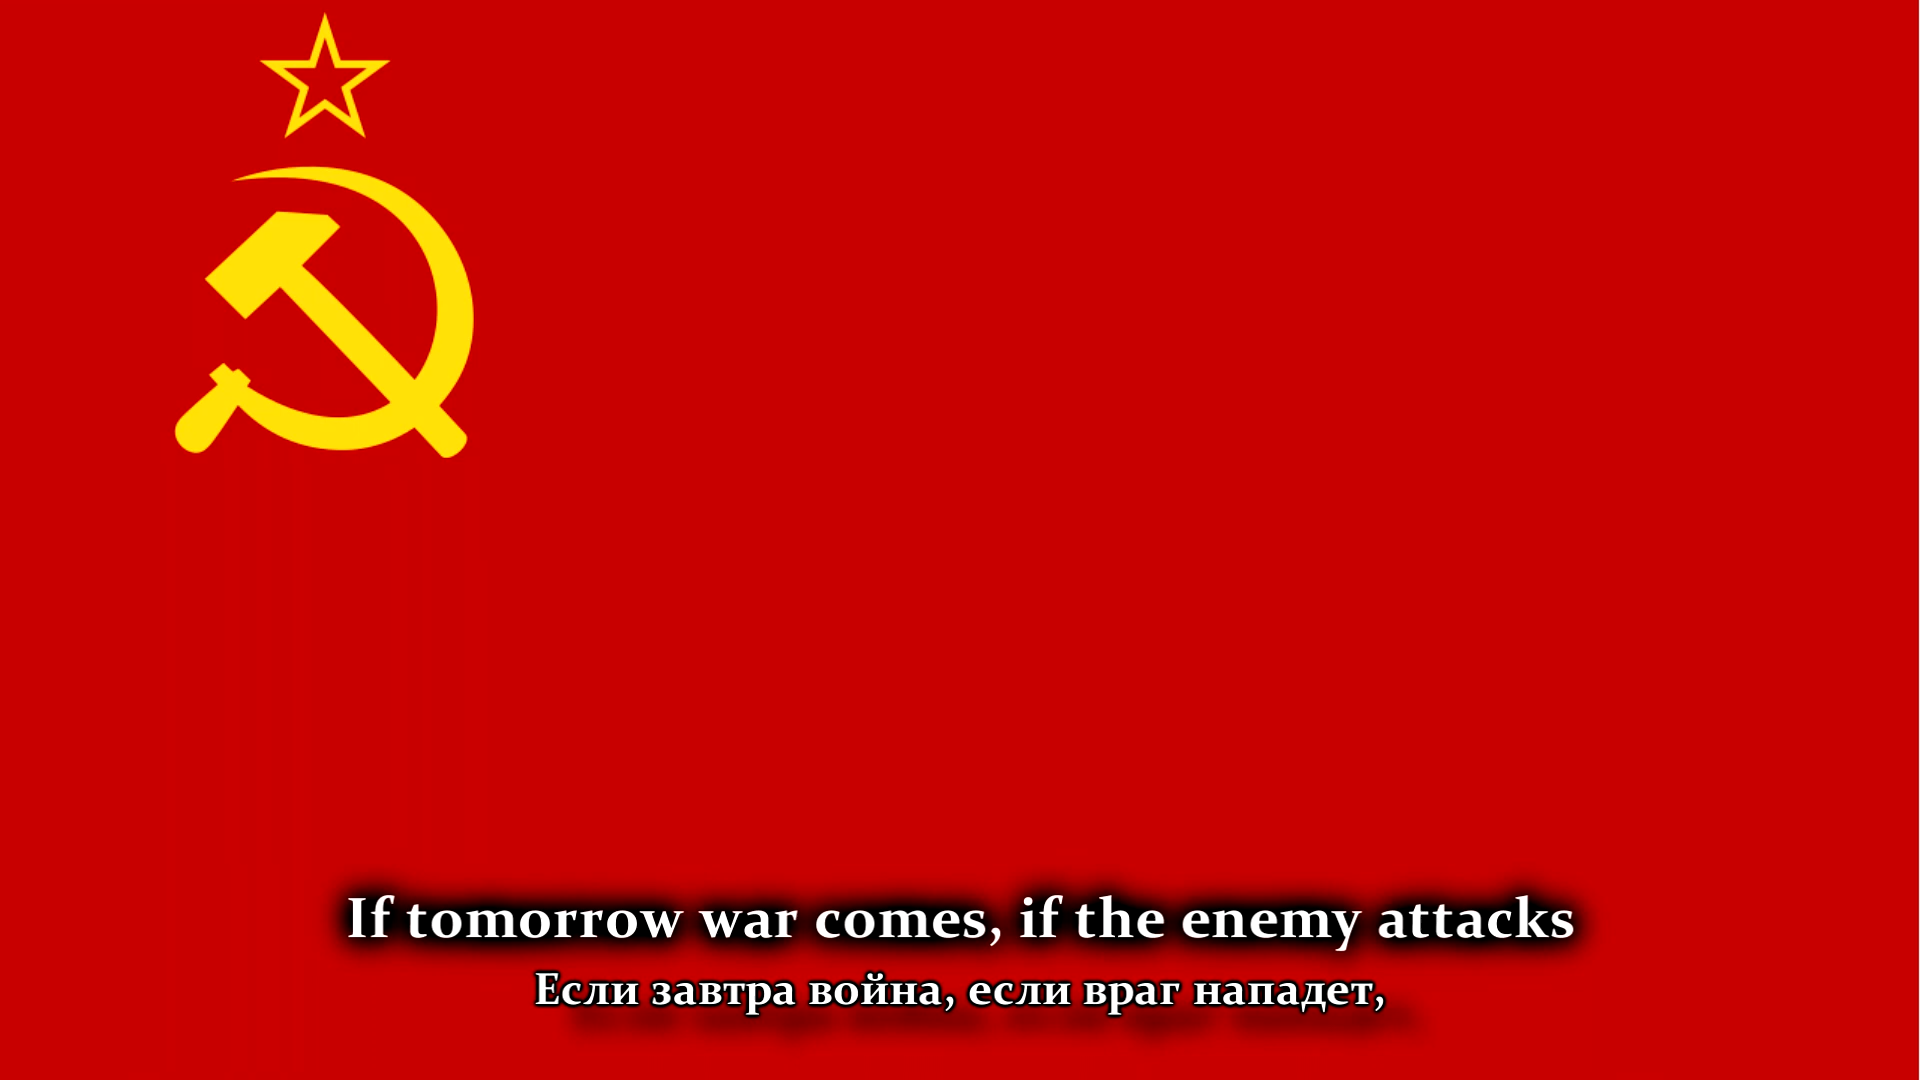 If tomorrow war comes, if the enemy attacks
Если завтра война, если враг нападет,